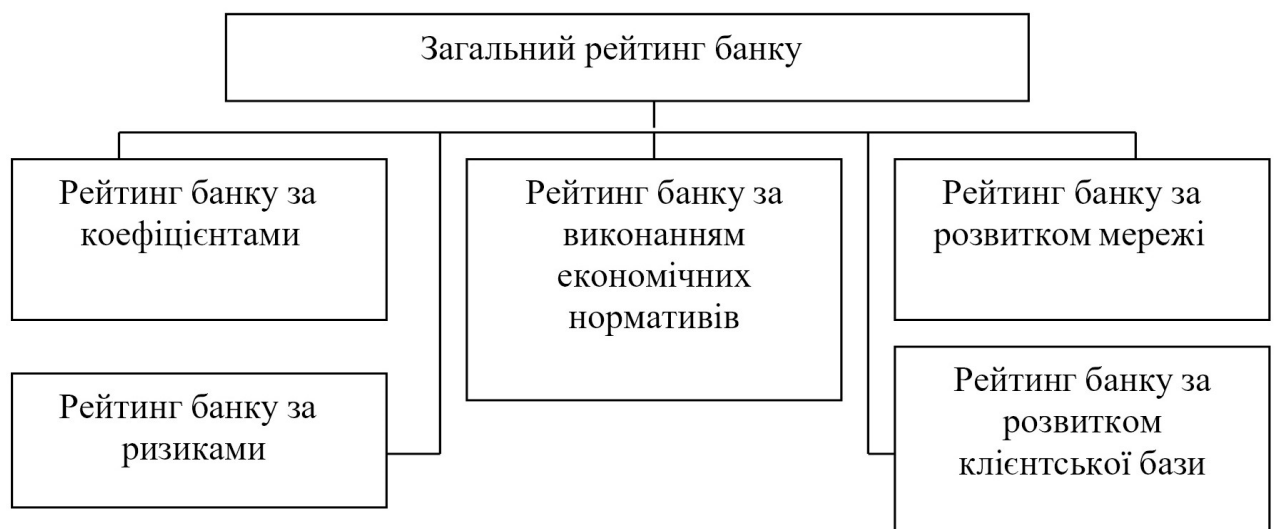 Загальний рейтинг банку
Рейтинг банку за
коефіцієнтами
Рейтинг банку за
виконанням
економічних
нормативів
Рейтинг банку за
розвитком мережі
Рейтинг банку за
ризиками
Рейтинг банку за
розвитком
клієнтської бази